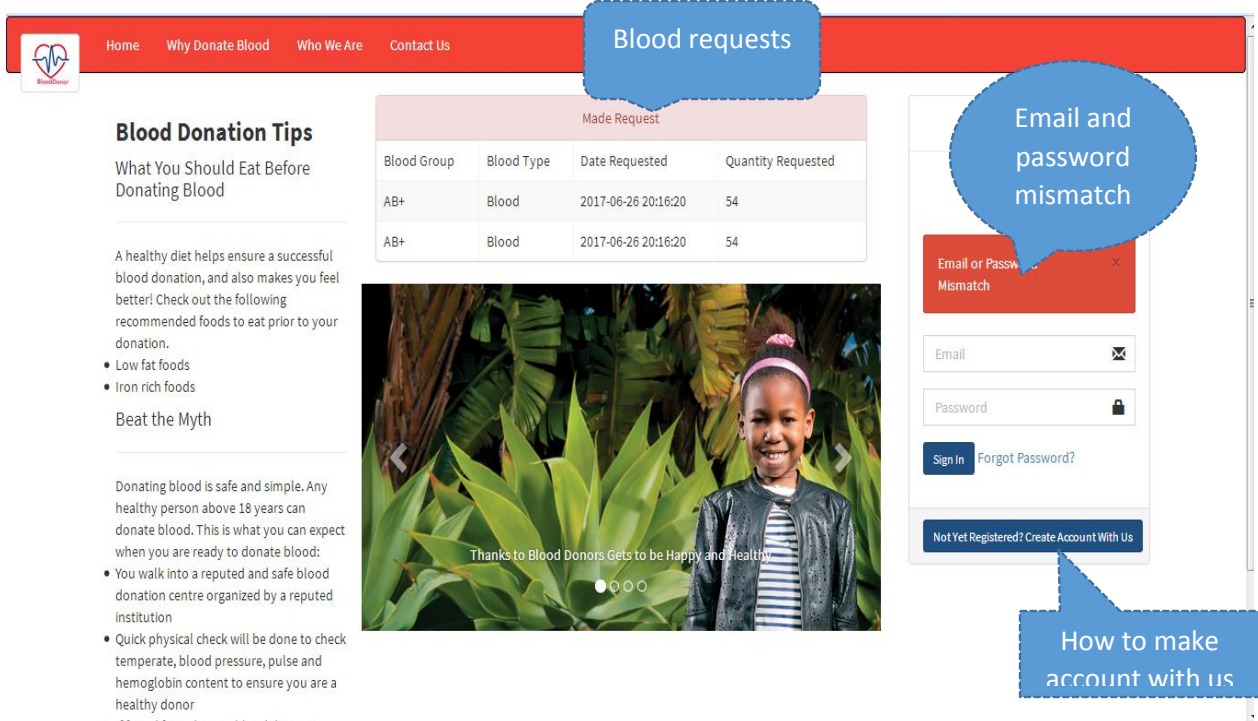 Home Why Donate Blood Who We Are Contact Us
BloodDonor
Blood requests
Blood Donation Tips
What You Should Eat Before
Donating Blood
A healthy diet helps ensure a successful
blood donation, and also makes you feel
better! Check out the following
recommended foods to eat prior to your
donation.
Low fat foods
Iron rich foods
Beat the Myth
Donating blood is safe and simple. Any
healthy person above 18 years can
donate blood. This is what you can expect
when you are ready to donate blood:
You walk into a reputed and safe blood
donation centre organized by a reputed
institution
Quick physical check will be done to check
temperate, blood pressure, pulse and
hemoglobin content to ensure you are a
healthy donor
Made Request
Blood Group Blood Type Date Requested Quantity Requested
AB+ Blood 2017-06-26 20:16:20 54
AB+ Blood 2017-06-26 20:16:20 54
Thanks to Blood Donors Gets to be Happy and Healthy
Email and
password
mismatch
Email or
Mismatch
Email
Password
Sign In Forgot Password?
Not Yet Registered? Create Account With Us
How to make
account with us